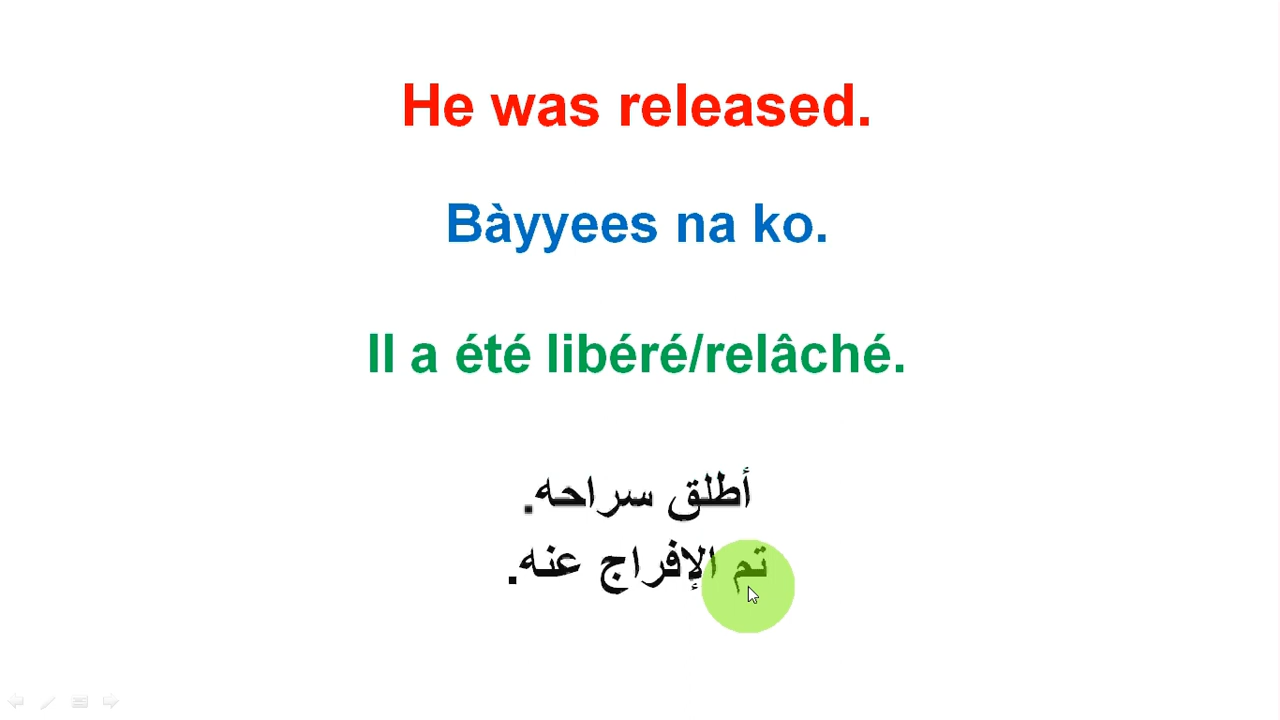 He was released.
Bàyyees na ko.
Il a été libéré/relâché.
أطلق سراحه.
تم الإفراج عنه.